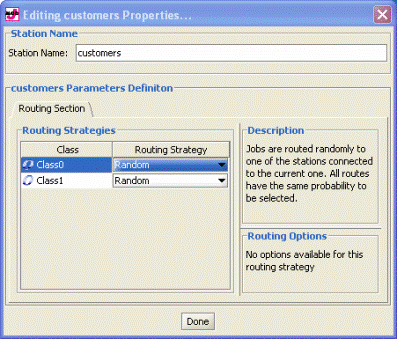 Editing customers Properties...
Station Name
Station Name: customers
customers Parameters Definiton
Routing Section
Routing Strategies
Class Routing Strategy
Class0 Random
Class1 Random
Description
Jobs are routed randomly to
one of the stations connected
to the current one. All routes
have the same probability to
be selected.
Routing Options
No options available for this
routing strategy
Done